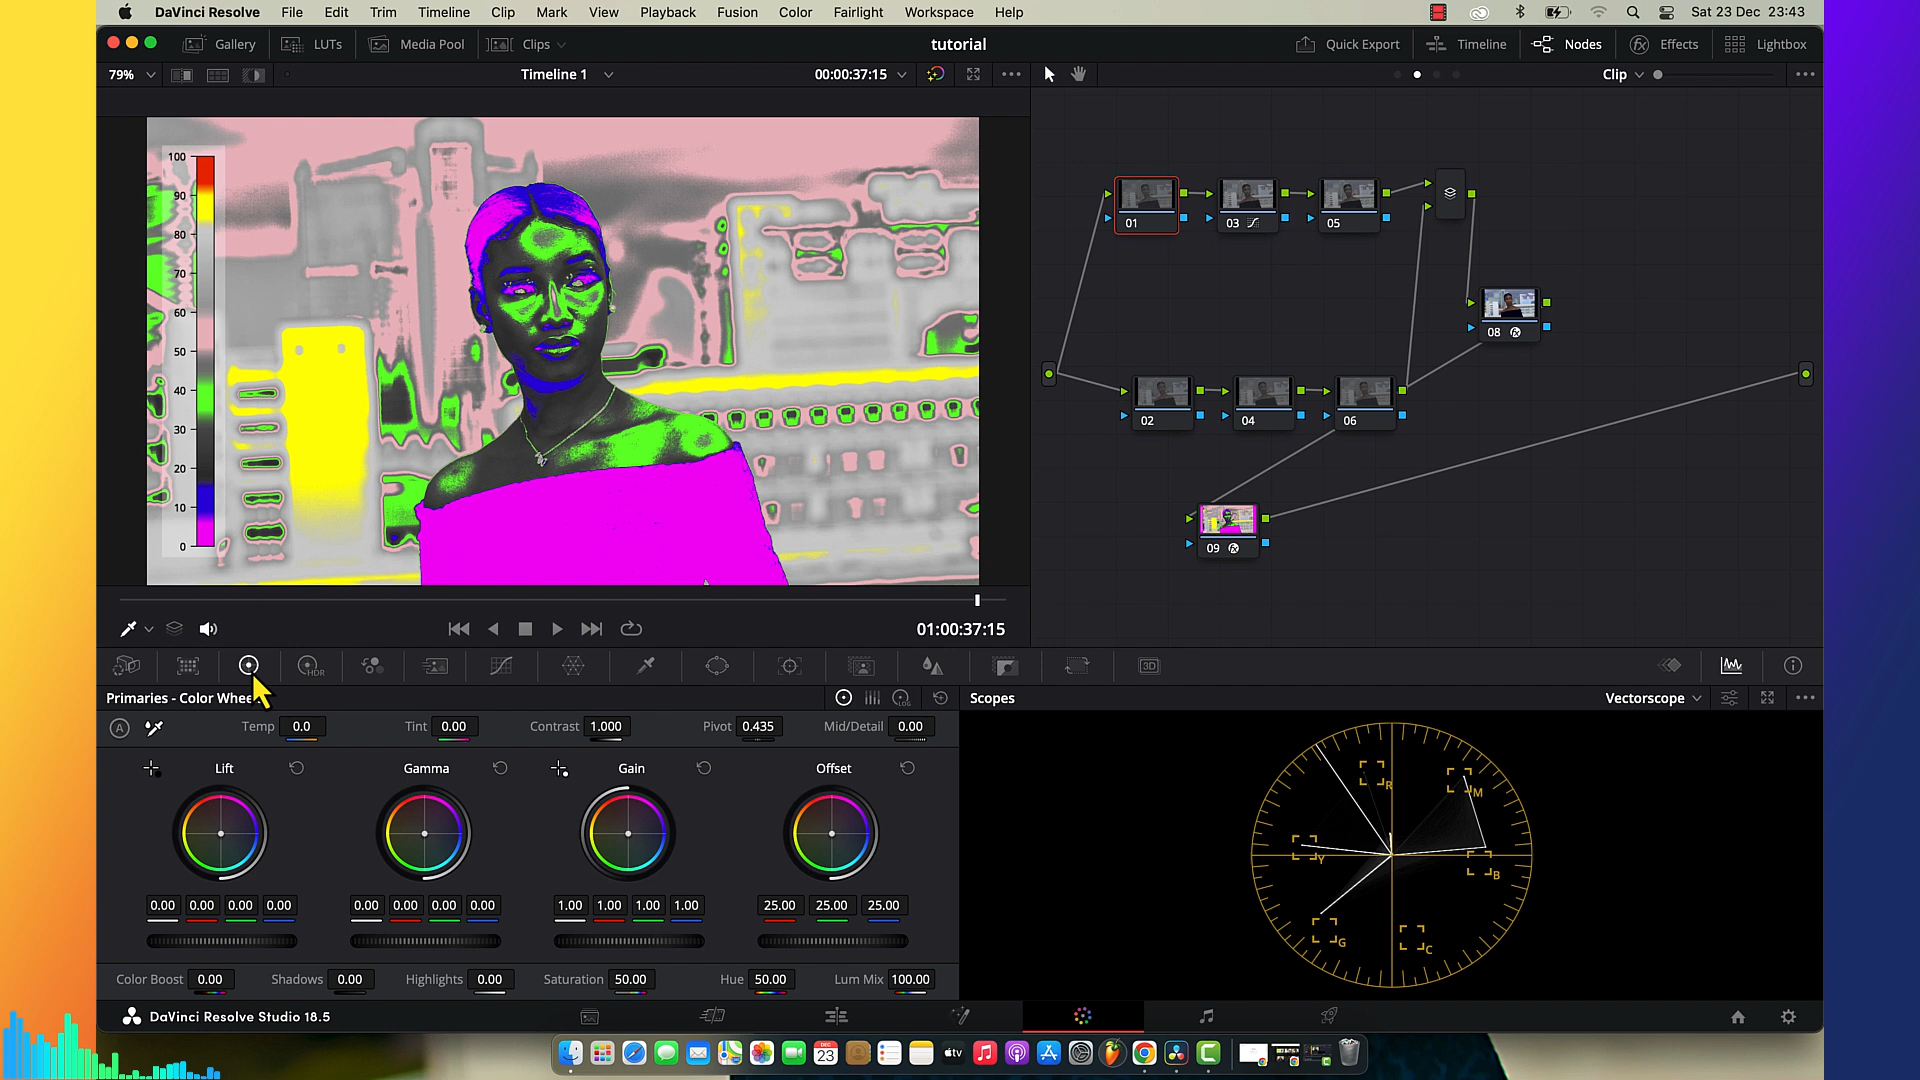 DaVinci Resolve File Edit Trim Timeline Clip Mark View Playback Fusion Color Fairlight Workspace Help Sat 23 Dec 23:43
Gallery LUTs Media Pool Clips tutorial Quick Export Timeline Nodes Effects Lightbox
79% Timeline 1 00:00:37:15 Clip
100
90
80
70
60
50
40
30
20
10
0
01 03 05
08
02 04 06
09
01:00:37:15
HDR 3D
Primaries - Color Whee Scopes Vectorscope
LOG
A Temp 0.0 Tint 0.00 Contrast 1.000 Pivot 0.435 Mid/Detail 0.00
Lift Gamma Gain Offset
0.00 0.00 0.00 0.00 0.00 0.00 0.00 0.00 1.00 1.00 1.00 1.00 25.00 25.00 25.00
R M
Y B
G C
Color Boost 0.00 Shadows 0.00 Highlights 0.00 Saturation 50.00 Hue 50.00 Lum Mix 100.00
DaVinci Resolve Studio 18.5
DEC
23
tv